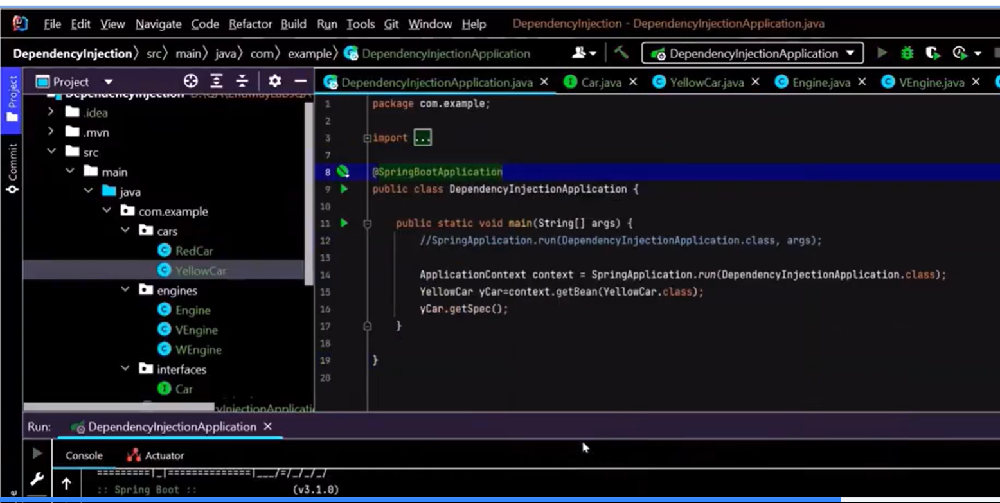 File Edit View Navigate Code Refactor Build Run Tools Git Window Help DependencyInjection - DependencyInjectionApplication.java
DependencyInjection〉 src〉 main〉 java〉 com〉 example〉 DependencyInjectionApplication DependencyInjectionApplication
Project
Commit
Project
DependencyInjection
.idea
.mvn
src
main
java
com.example
cars
RedCar
YellowCar
engines
Engine
VEngine
WEngine
interfaces
Car
DependencyInjectionApplication.java Car.java YellowCar.java Engine.java VEngine.java
1 package com.example;
2
3 import ...
7
8 @SpringBootApplication
9 public class DependencyInjectionApplication {
10
11 public static void main(String[] args) {
12 //SpringApplication.run(DependencyInjectionApplication.class, args);
13
14 ApplicationContext context = SpringApplication.run(DependencyInjectionApplication.class);
15 YellowCar yCar=context.getBean(YellowCar.class);
16 yCar.getSpec();
17 }
18
19 }
20
Run: DependencyInjectionApplication
Console Actuator
=========|_|==============|___/=/_/_/_/
:: Spring Boot :: (v3.1.0)